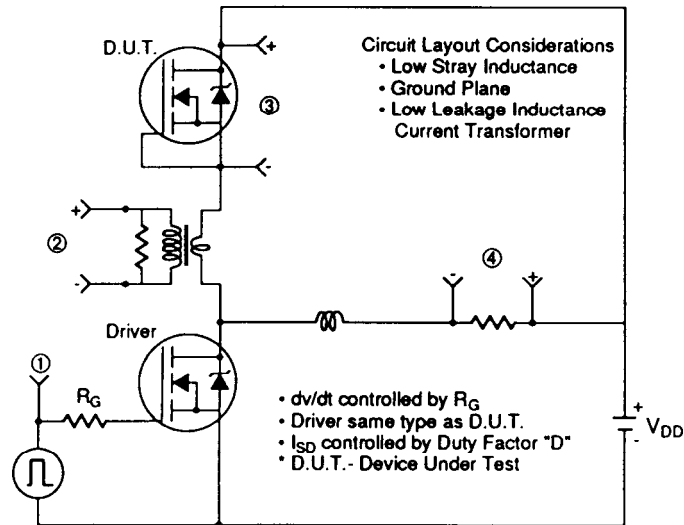 D.U.T.
+
Circuit Layout Considerations
• Low Stray Inductance
• Ground Plane
• Low Leakage Inductance
Current Transformer
③
-
+
②
-
④
- +
Driver
①
R_G
• dv/dt controlled by R_G
• Driver same type as D.U.T.
• I_SD controlled by Duty Factor "D"
* D.U.T.- Device Under Test
+
V_DD
-